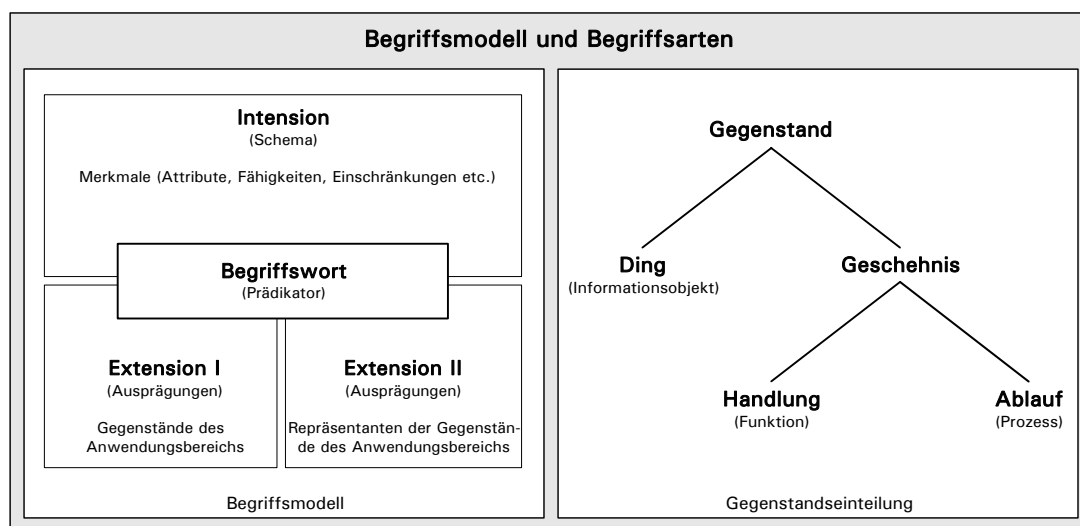 Begriffsmodell und Begriffsarten
Intension
(Schema)
Merkmale (Attribute, Fähigkeiten, Einschränkungen etc.)
Begriffswort
(Prädikator)
Extension I
(Ausprägungen)
Gegenstände des
Anwendungsbereichs
Extension II
(Ausprägungen)
Repräsentanten der Gegenstän-
de des Anwendungsbereichs
Begriffsmodell
Gegenstand
Ding
(Informationsobjekt)
Geschehnis
Handlung
(Funktion)
Ablauf
(Prozess)
Gegenstandseinteilung